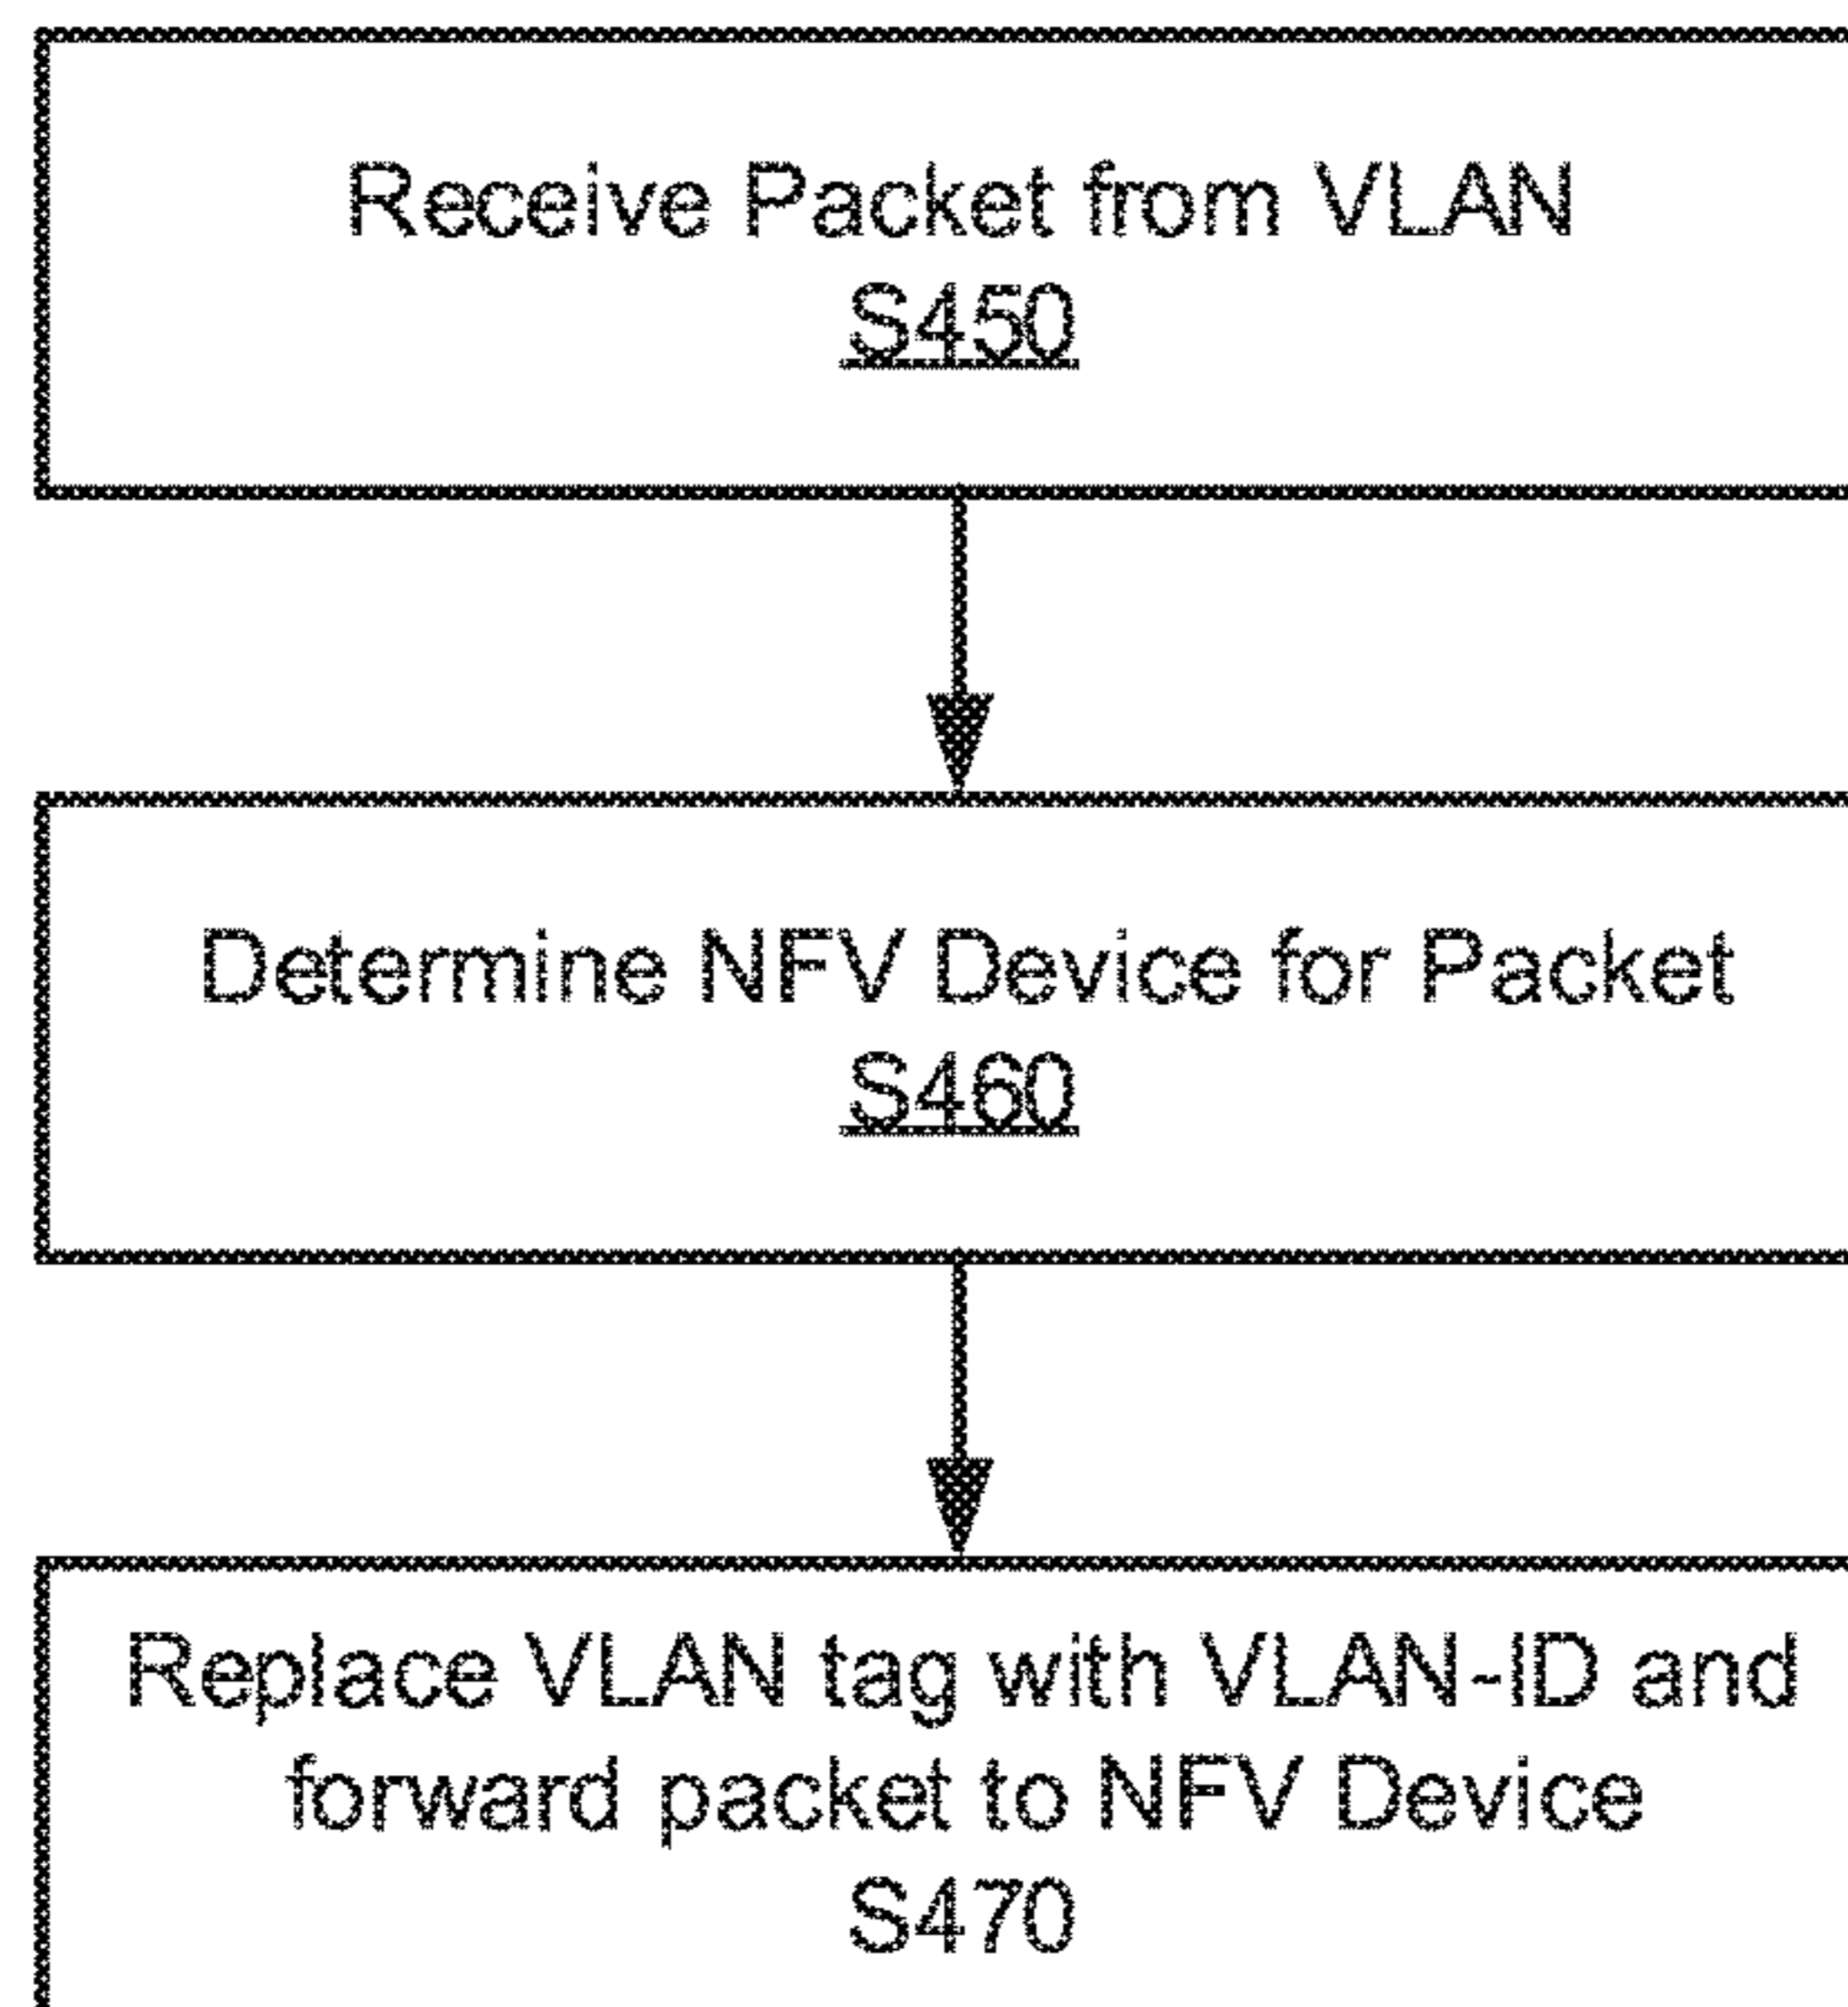 Receive Packet from VLAN
S450
Determine NFV Device for Packet
S460
Replace VLAN tag with VLAN-ID and
forward packet to NFV Device
S470